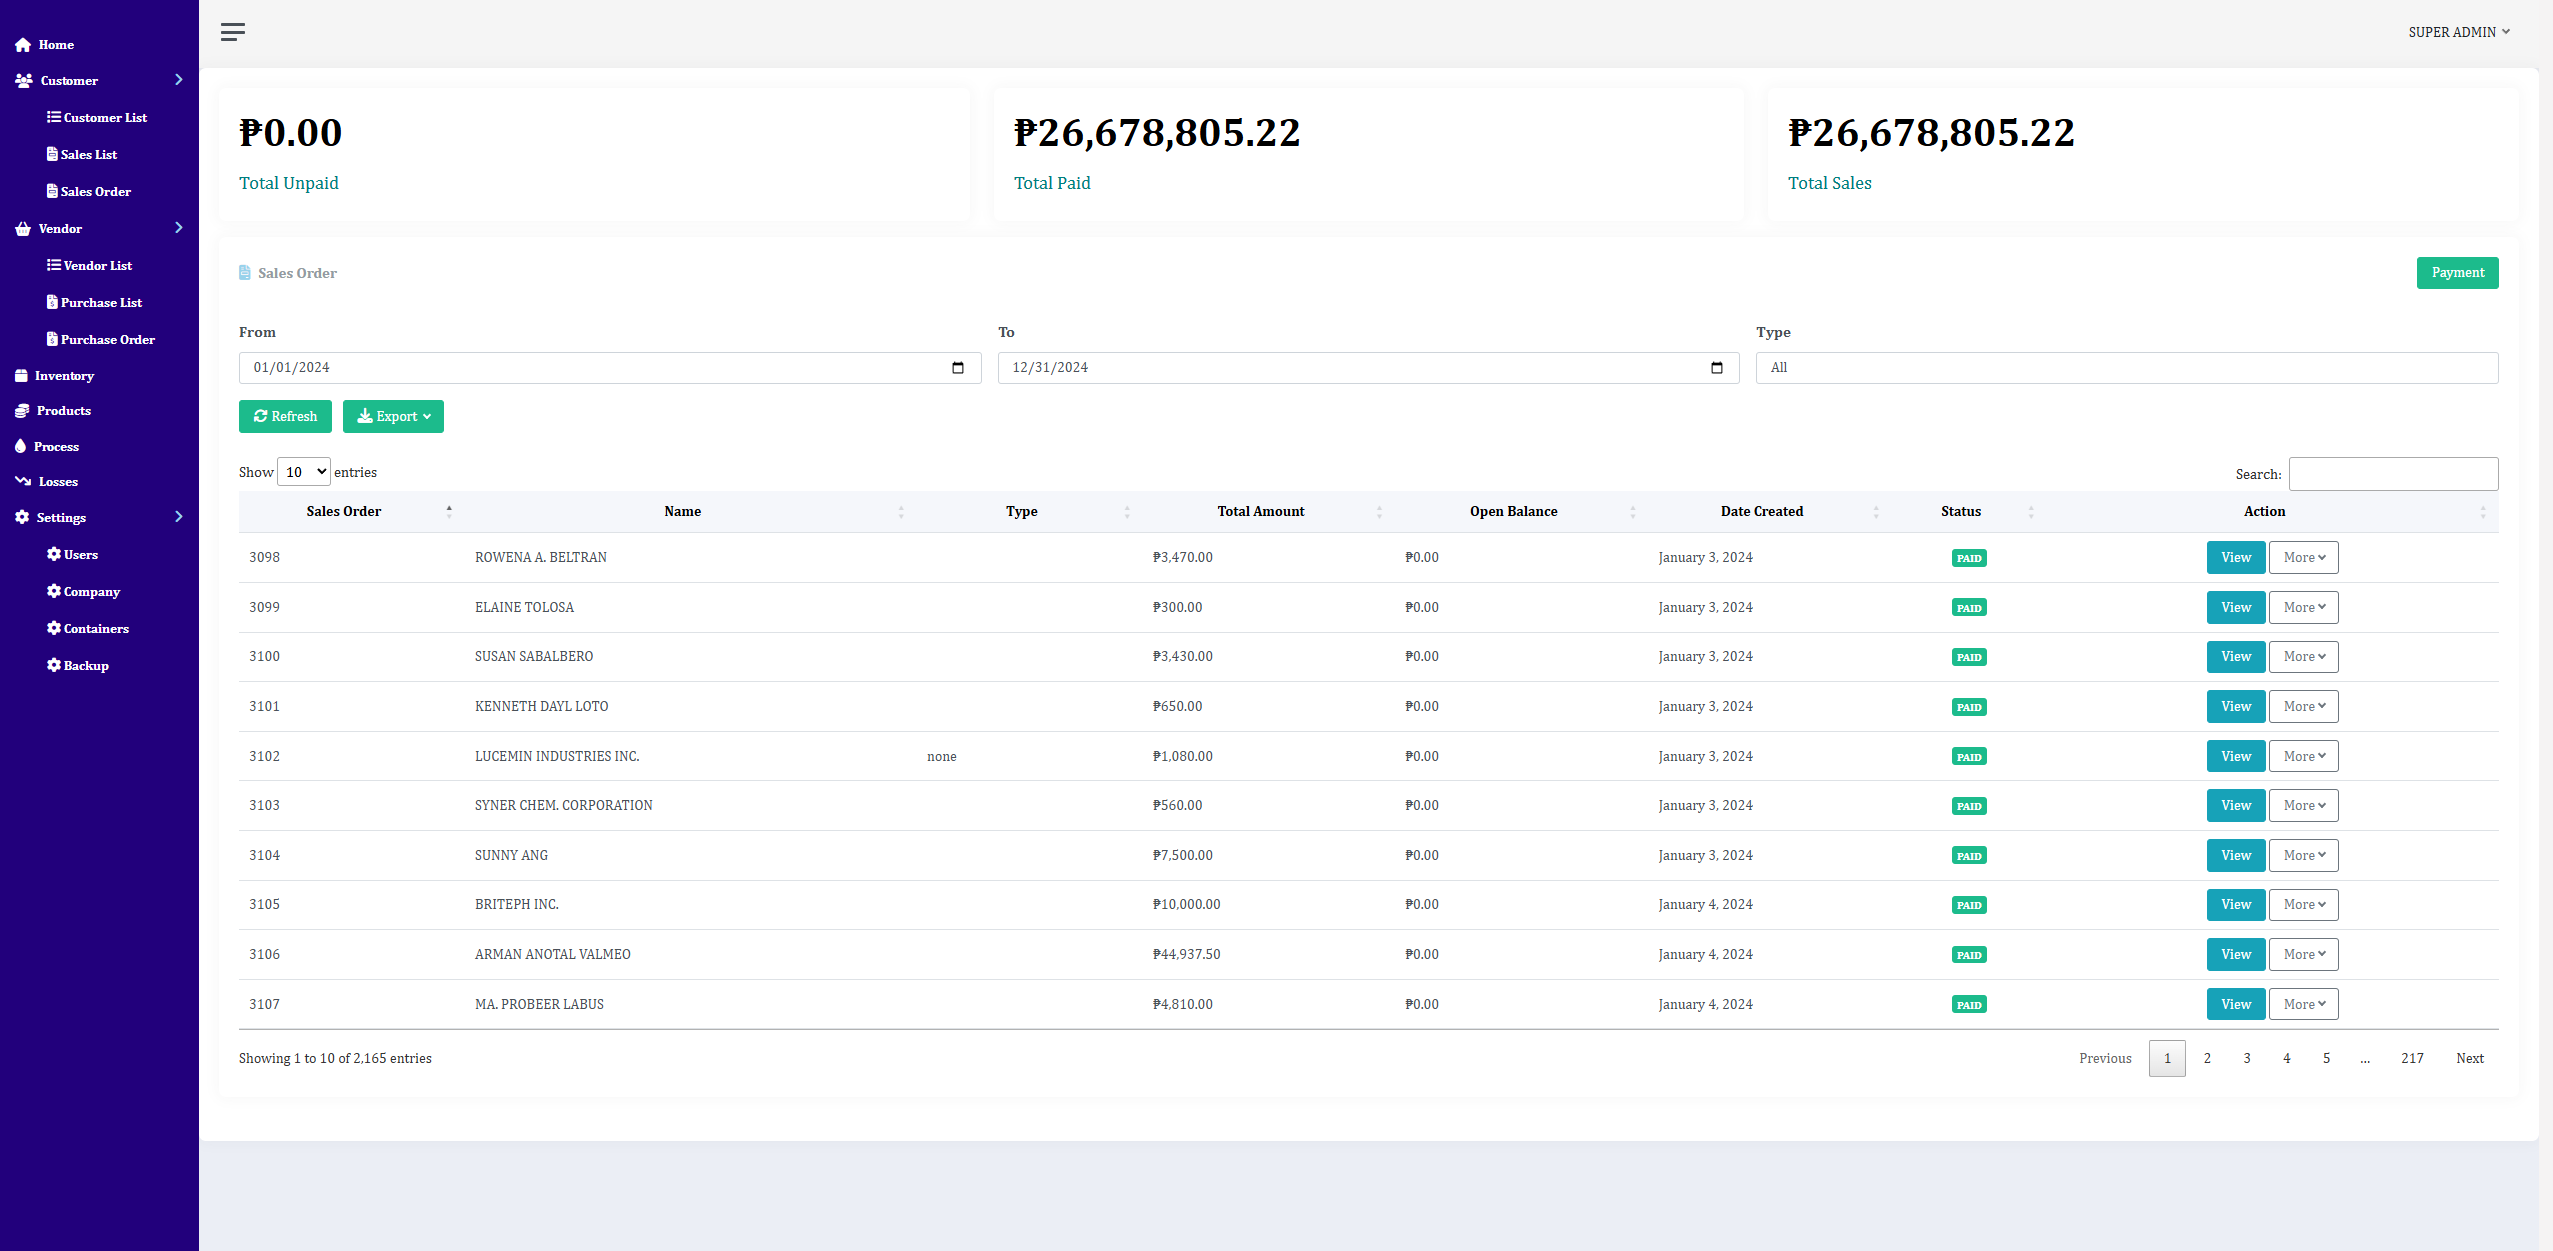 Home
Customer
Customer List
Sales List
Sales Order
Vendor
Vendor List
Purchase List
Purchase Order
Inventory
Products
Process
Losses
Settings
Users
Company
Containers
Backup
SUPER ADMIN
₱0.00 ₱26,678,805.22 ₱26,678,805.22
Total Unpaid Total Paid Total Sales
Sales Order Payment
From To Type
01/01/2024 12/31/2024 All
Refresh Export
Show 10 entries Search:
Sales Order Name Type Total Amount Open Balance Date Created Status Action
3098 ROWENA A. BELTRAN ₱3,470.00 ₱0.00 January 3, 2024 PAID View More
3099 ELAINE TOLOSA ₱300.00 ₱0.00 January 3, 2024 PAID View More
3100 SUSAN SABALBERO ₱3,430.00 ₱0.00 January 3, 2024 PAID View More
3101 KENNETH DAYL LOTO ₱650.00 ₱0.00 January 3, 2024 PAID View More
3102 LUCEMIN INDUSTRIES INC. none ₱1,080.00 ₱0.00 January 3, 2024 PAID View More
3103 SYNER CHEM. CORPORATION ₱560.00 ₱0.00 January 3, 2024 PAID View More
3104 SUNNY ANG ₱7,500.00 ₱0.00 January 3, 2024 PAID View More
3105 BRITEPH INC. ₱10,000.00 ₱0.00 January 4, 2024 PAID View More
3106 ARMAN ANOTAL VALMEO ₱44,937.50 ₱0.00 January 4, 2024 PAID View More
3107 MA. PROBEER LABUS ₱4,810.00 ₱0.00 January 4, 2024 PAID View More
Showing 1 to 10 of 2,165 entries Previous 1 2 3 4 5 … 217 Next